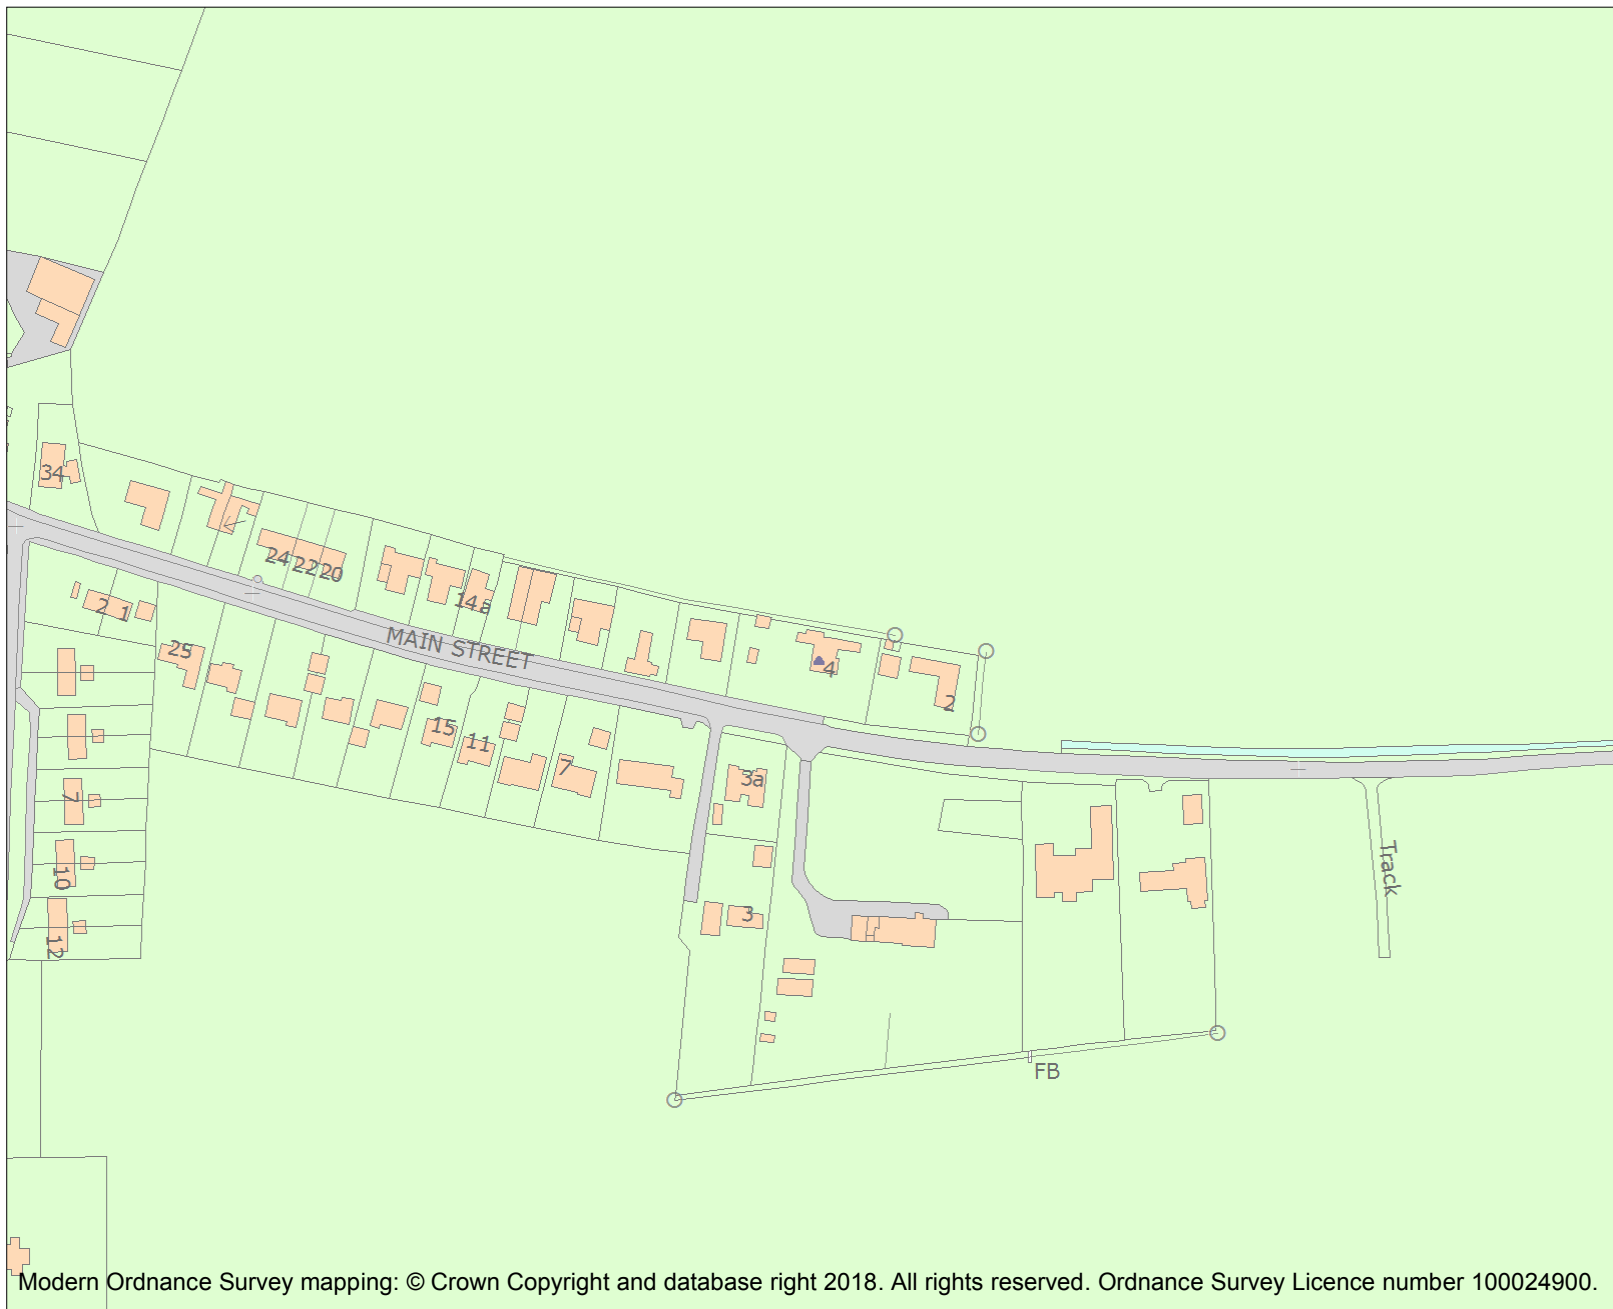 34
24 22 20
14a
MAIN STREET
2 1
25
4
2
15
11
7
3a
7
10
12
3
Track
FB
Modern Ordnance Survey mapping: © Crown Copyright and database right 2018. All rights reserved. Ordnance Survey Licence number 100024900.